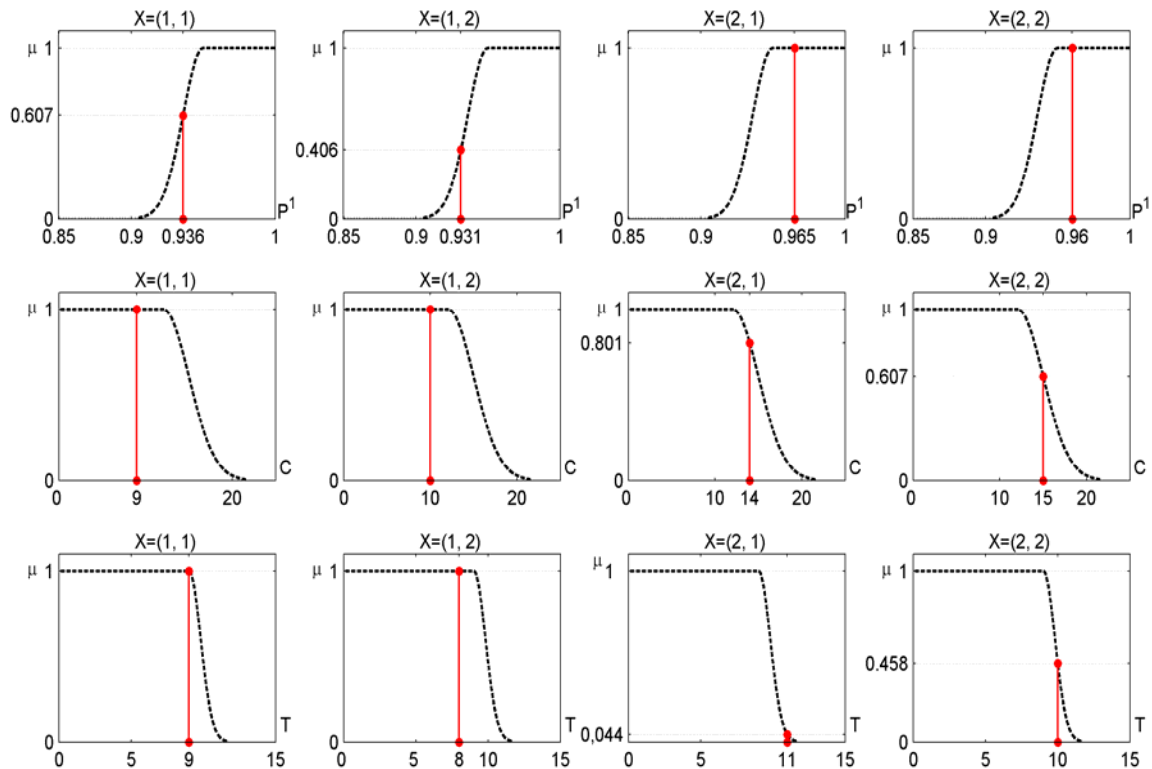 X=(1, 1) X=(1, 2) X=(2, 1) X=(2, 2)
μ 1 μ 1 μ 1 μ 1
0.607
0.406
0 0 0 0
P1 P1 P1 P1
0.85 0.9 0.936 1 0.85 0.9 0.931 1 0.85 0.9 0.965 1 0.85 0.9 0.96 1
X=(1, 1) X=(1, 2) X=(2, 1) X=(2, 2)
μ 1 μ 1 μ 1 μ 1
0.801
0.607
C C C C
0 0 0 0
0 9 20 0 10 20 0 10 14 20 0 10 15 20
X=(1, 1) X=(1, 2) X=(2, 1) X=(2, 2)
μ 1 μ 1 μ 1 μ 1
0.458
T T T T
0 0 0,044 0
0 5 9 15 0 5 8 10 15 0 5 11 15 0 5 10 15